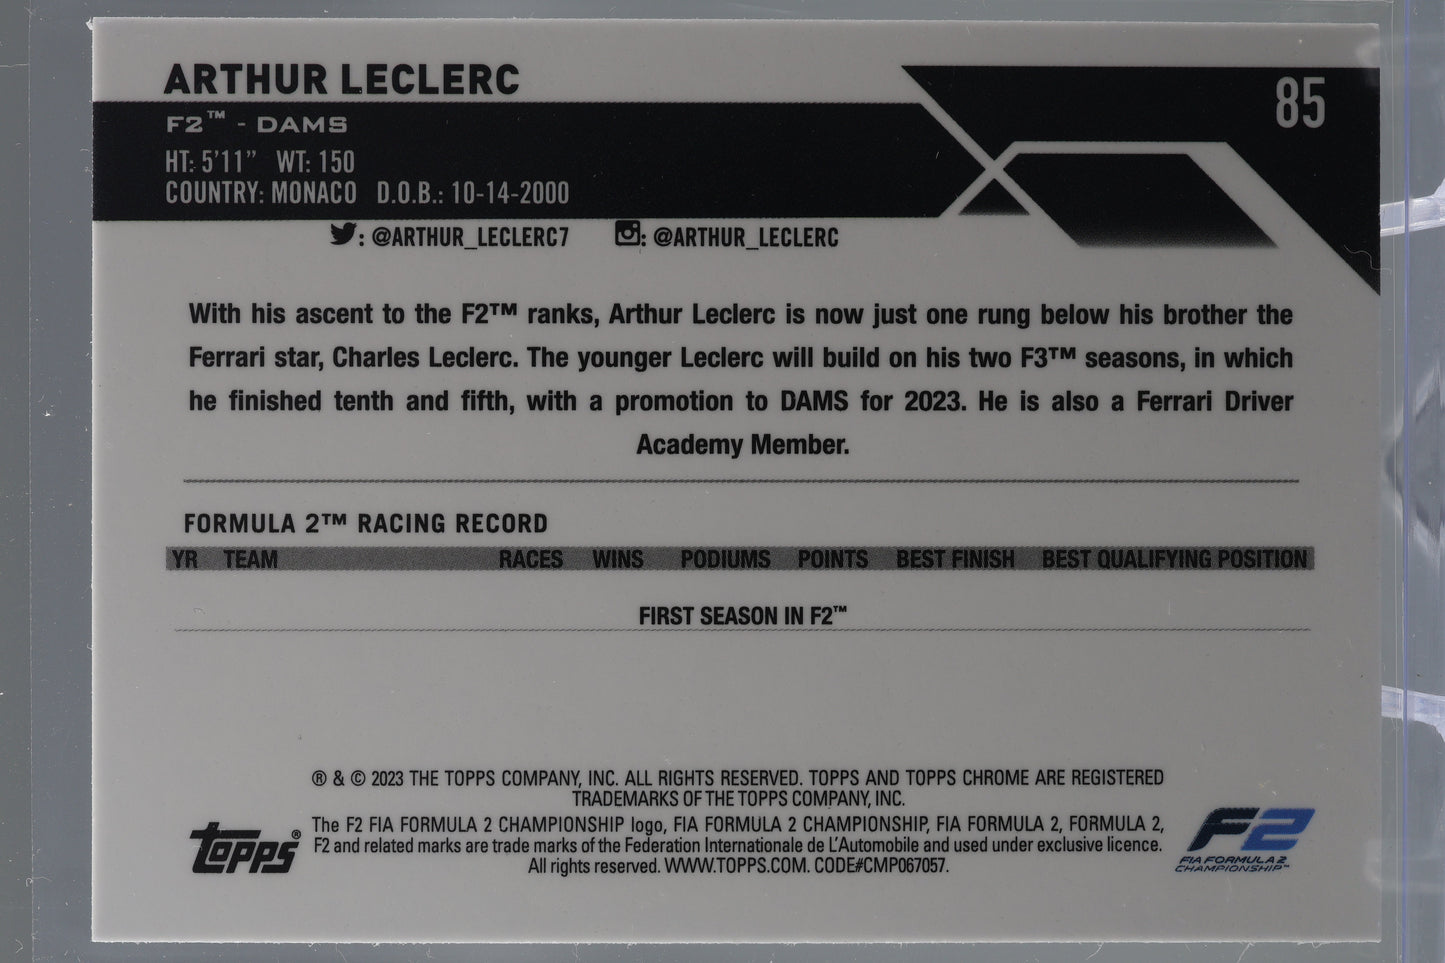 ARTHUR LECLERC
85
F2™ - DAMS
HT: 5'11" WT: 150
COUNTRY: MONACO D.O.B.: 10-14-2000
: @ARTHUR_LECLERC7 : @ARTHUR_LECLERC
With his ascent to the F2™ ranks, Arthur Leclerc is now just one rung below his brother the
Ferrari star, Charles Leclerc. The younger Leclerc will build on his two F3™ seasons, in which
he finished tenth and fifth, with a promotion to DAMS for 2023. He is also a Ferrari Driver
Academy Member.
FORMULA 2™ RACING RECORD
YR TEAM RACES WINS PODIUMS POINTS BEST FINISH BEST QUALIFYING POSITION
FIRST SEASON IN F2™
® & © 2023 THE TOPPS COMPANY, INC. ALL RIGHTS RESERVED. TOPPS AND TOPPS CHROME ARE REGISTERED
TRADEMARKS OF THE TOPPS COMPANY, INC.
The F2 FIA FORMULA 2 CHAMPIONSHIP logo, FIA FORMULA 2 CHAMPIONSHIP, FIA FORMULA 2, FORMULA 2,
F2 and related marks are trade marks of the Federation Internationale de L'Automobile and used under exclusive licence.
All rights reserved. WWW.TOPPS.COM. CODE#CMP067057.
Topps®
F2
FIA FORMULA 2
CHAMPIONSHIP™